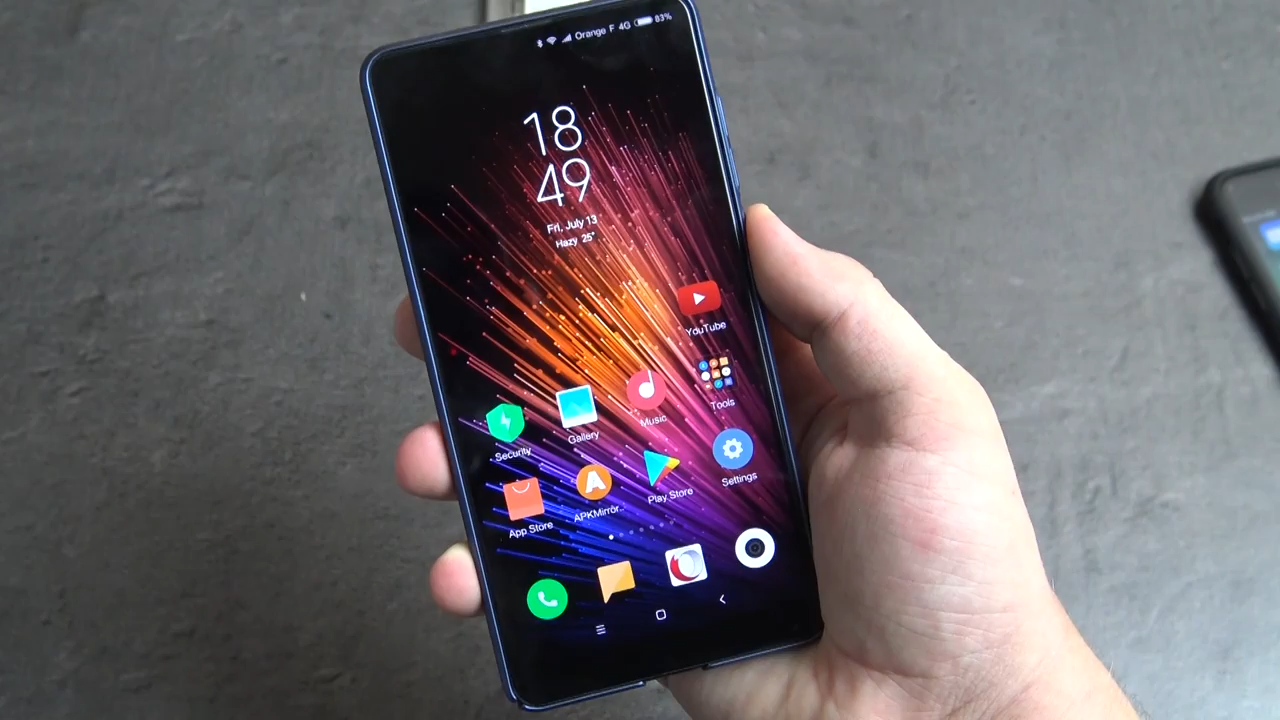 Orange F 4G 83%
18
49
Fri, July 13
Hazy 25°
YouTube
Security
Gallery
Music
Tools
App Store
APKMirror..
Play Store
Settings